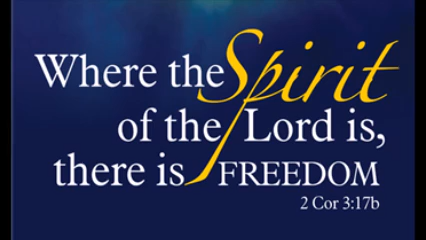 Where the Spirit
of the Lord is,
there is FREEDOM
2 Cor 3:17b